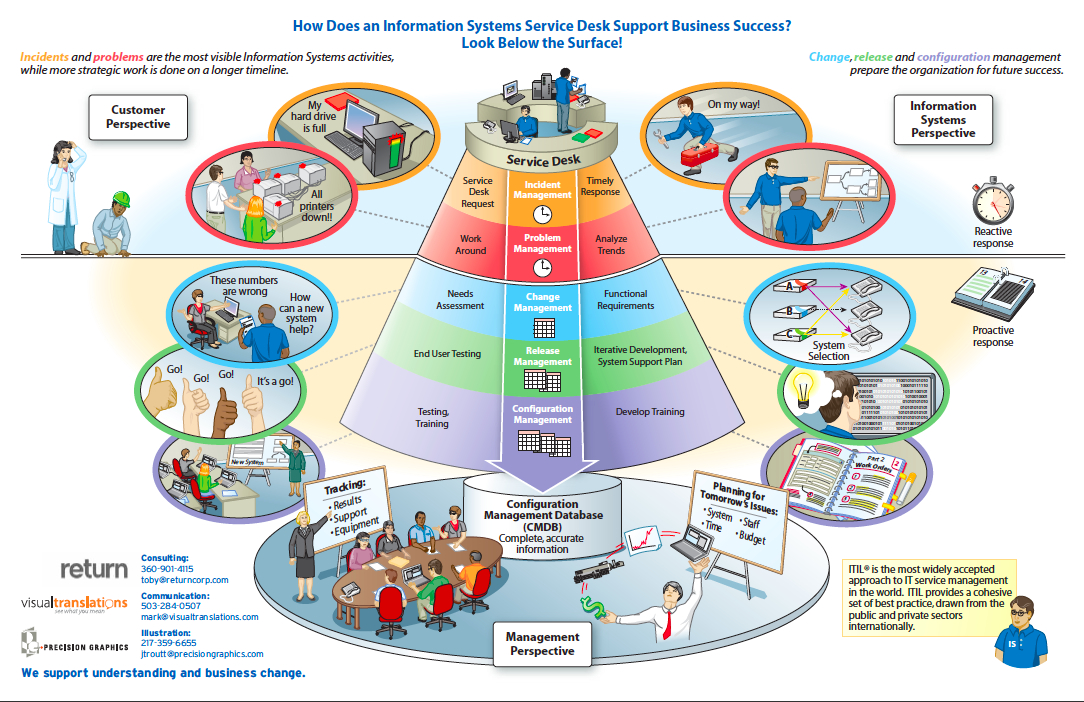 How Does an Information Systems Service Desk Support Business Success?
Look Below the Surface!
Incidents and problems are the most visible Information Systems activities,
while more strategic work is done on a longer timeline.
Change, release and configuration management
prepare the organization for future success.
Customer
Perspective
Information
Systems
Perspective
My
hard drive
is full
On my way!
Service Desk
All
printers
down!!
Service
Desk
Request
Incident
Management
Timely
Response
Work
Around
Problem
Management
Analyze
Trends
Reactive
response
These numbers
are wrong
How
can a new
system
help?
Needs
Assessment
Change
Management
Functional
Requirements
A
B
C
System
Selection
13
14
Proactive
response
Go!
Go!
Go!
It's a go!
End User Testing
Release
Management
Iterative Development,
System Support Plan
Testing,
Training
Configuration
Management
Develop Training
New System
Part 2
Work Orders
2
1
2
3
Tracking:
• Results
• Support
• Equipment
Configuration
Management Database
(CMDB)
Complete, accurate
information
Planning for
Tomorrow's Issues:
• System • Staff
• Time • Budget
$
Management
Perspective
return
visualtranslations
see what you mean
PRECISION GRAPHICS
Consulting:
360-901-4115
toby@returncorp.com
Communication:
503-284-0507
mark@visualtranslations.com
Illustration:
217-359-6655
jtroutt@precisiongraphics.com
We support understanding and business change.
ITIL® is the most widely accepted
approach to IT service management
in the world. ITIL provides a cohesive
set of best practice, drawn from the
public and private sectors
internationally.
IS :